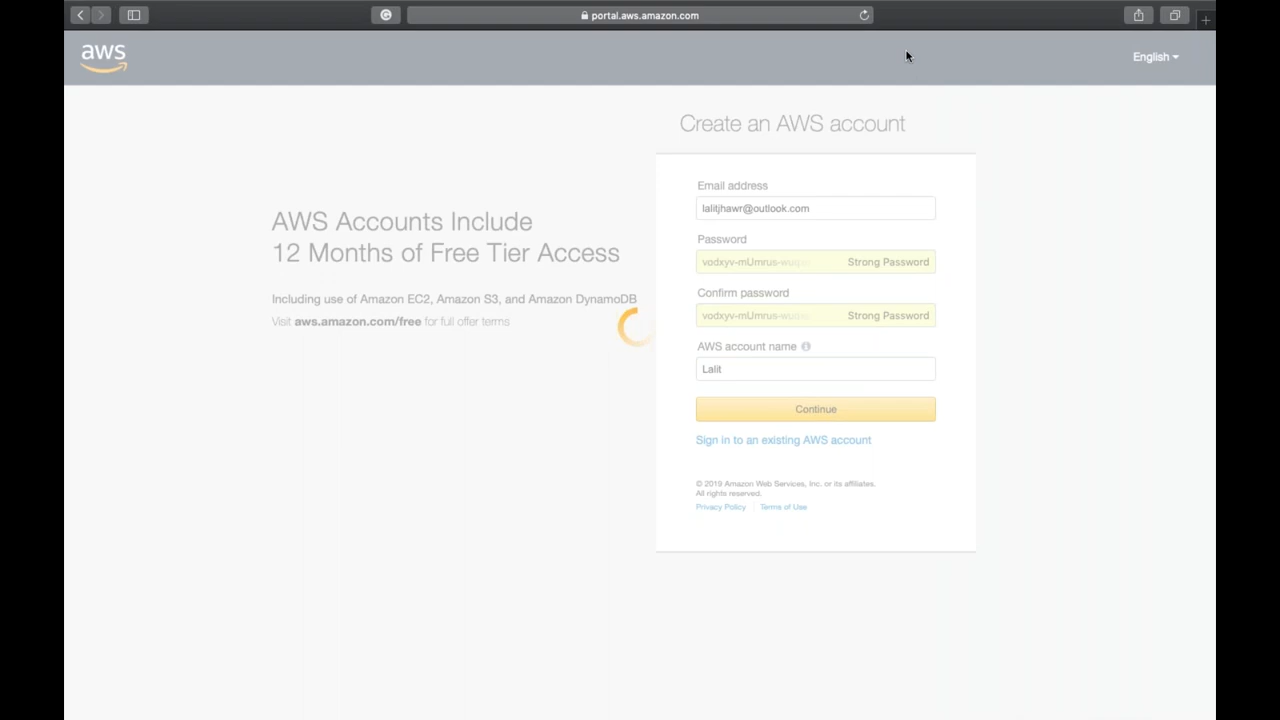 portal.aws.amazon.com
aws
English
Create an AWS account
AWS Accounts Include
12 Months of Free Tier Access
Including use of Amazon EC2, Amazon S3, and Amazon DynamoDB
Visit aws.amazon.com/free for full offer terms
Email address
lalitjhawr@outlook.com
Password
Strong Password
Confirm password
Strong Password
AWS account name
Lalit
Continue
Sign in to an existing AWS account
© 2019 Amazon Web Services, Inc. or its affiliates.
All rights reserved.
Privacy Policy Terms of Use